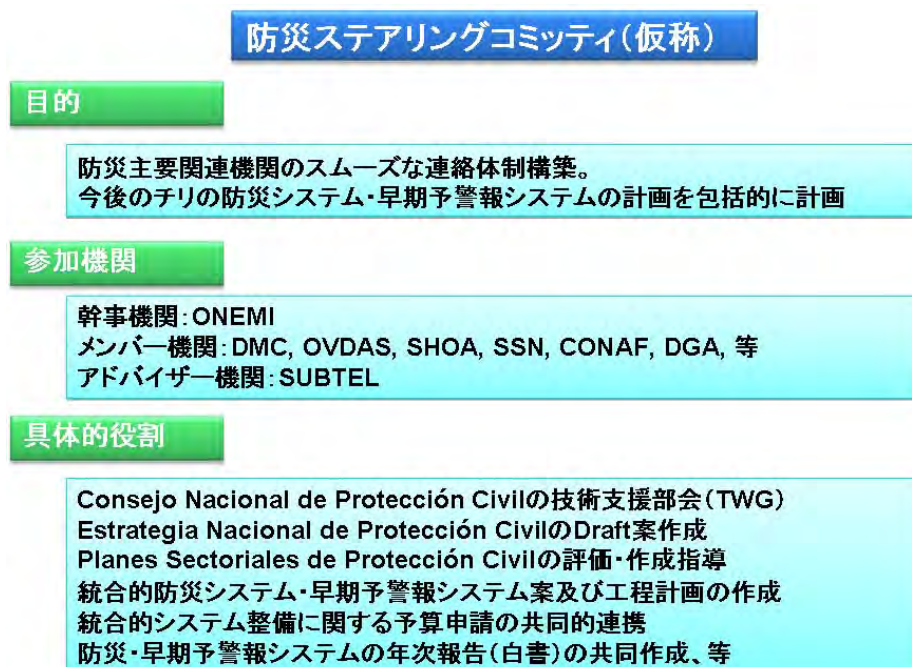 防災ステアリングコミッティ(仮称)
目的
防災主要関連機関のスムーズな連絡体制構築。
今後のチリの防災システム・早期予警報システムの計画を包括的に計画
参加機関
幹事機関:ONEMI
メンバー機関:DMC, OVDAS, SHOA, SSN, CONAF, DGA, 等
アドバイザー機関:SUBTEL
具体的役割
Consejo Nacional de Protección Civilの技術支援部会(TWG)
Estrategia Nacional de Protección CivilのDraft案作成
Planes Sectoriales de Protección Civilの評価・作成指導
統合的防災システム・早期予警報システム案及び工程計画の作成
統合的システム整備に関する予算申請の共同的連携
防災・早期予警報システムの年次報告(白書)の共同作成、等